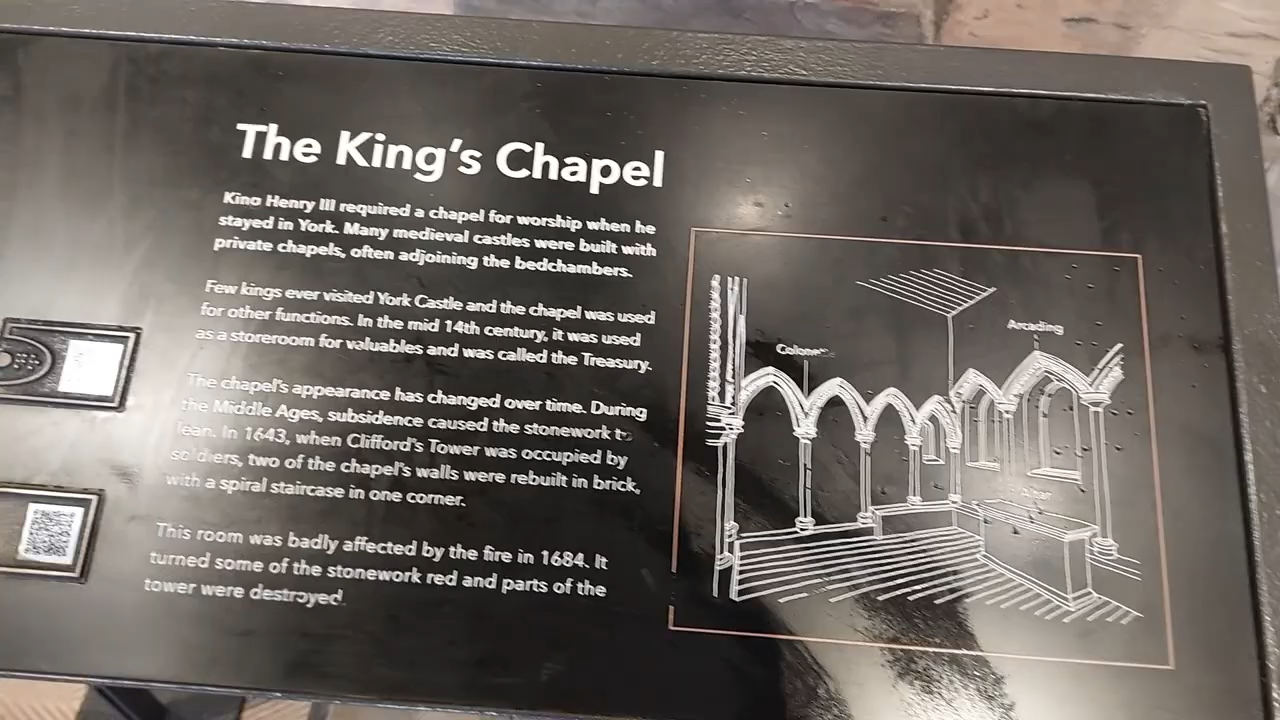 The King's Chapel
King Henry III required a chapel for worship when he
stayed in York. Many medieval castles were built with
private chapels, often adjoining the bedchambers.
Few kings ever visited York Castle and the chapel was used
for other functions. In the mid 14th century, it was used
as a storeroom for valuables and was called the Treasury.
The chapel's appearance has changed over time. During
the Middle Ages, subsidence caused the stonework to
lean. In 1643, when Clifford's Tower was occupied by
soldiers, two of the chapel's walls were rebuilt in brick,
with a spiral staircase in one corner.
This room was badly affected by the fire in 1684. It
turned some of the stonework red and parts of the
tower were destroyed.
Arcading
Altar